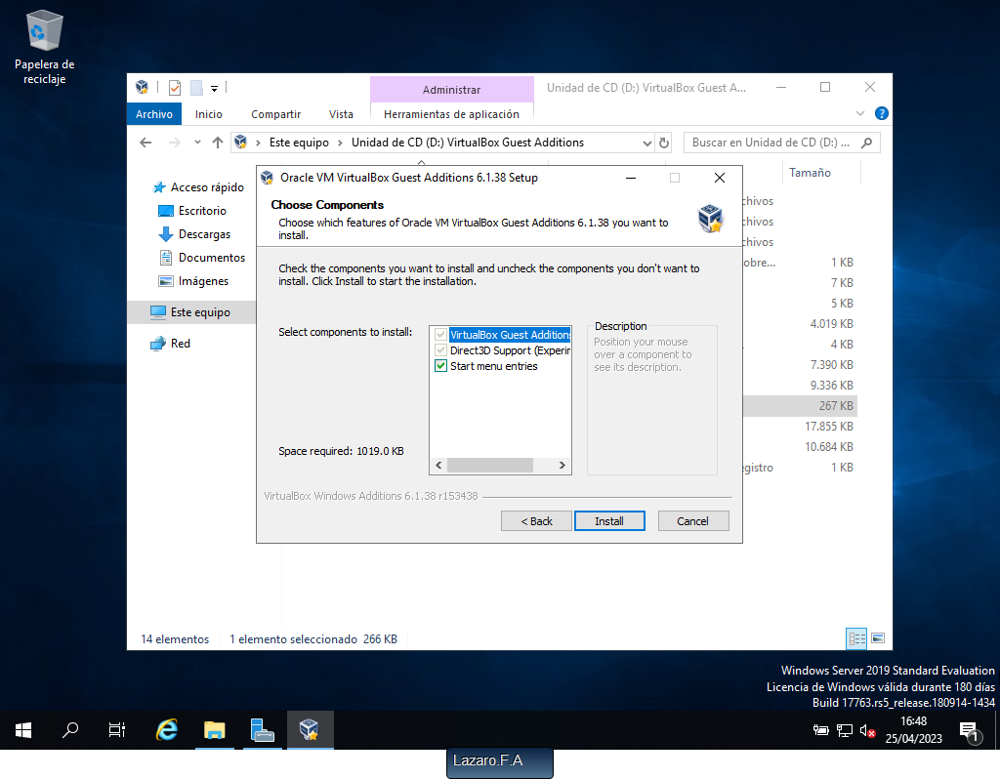 Papelera de
reciclaje
Administrar
Unidad de CD (D:) VirtualBox Guest A...
Archivo
Inicio
Compartir
Vista
Herramientas de aplicación
Este equipo
Unidad de CD (D:) VirtualBox Guest Additions
Buscar en Unidad de CD (D:) ...
Tamaño
Acceso rápido
Escritorio
Descargas
Documentos
Imágenes
Este equipo
Red
Oracle VM VirtualBox Guest Additions 6.1.38 Setup
Choose Components
Choose which features of Oracle VM VirtualBox Guest Additions 6.1.38 you want to
install.
Check the components you want to install and uncheck the components you don't want to
install. Click Install to start the installation.
Select components to install:
VirtualBox Guest Additions
Direct3D Support (Experim
Start menu entries
Description
Position your mouse
over a component to
see its description.
Space required: 1019.0 KB
VirtualBox Windows Additions 6.1.38 r153438
< Back
Install
Cancel
chivos
chivos
chivos
obre...
1 KB
7 KB
5 KB
4.019 KB
4 KB
7.390 KB
9.336 KB
267 KB
17.855 KB
10.684 KB
egistro
1 KB
14 elementos
1 elemento seleccionado
266 KB
Windows Server 2019 Standard Evaluation
Licencia de Windows válida durante 180 días
Build 17763.rs5_release.180914-1434
16:48
25/04/2023
1
Lazaro.F.A